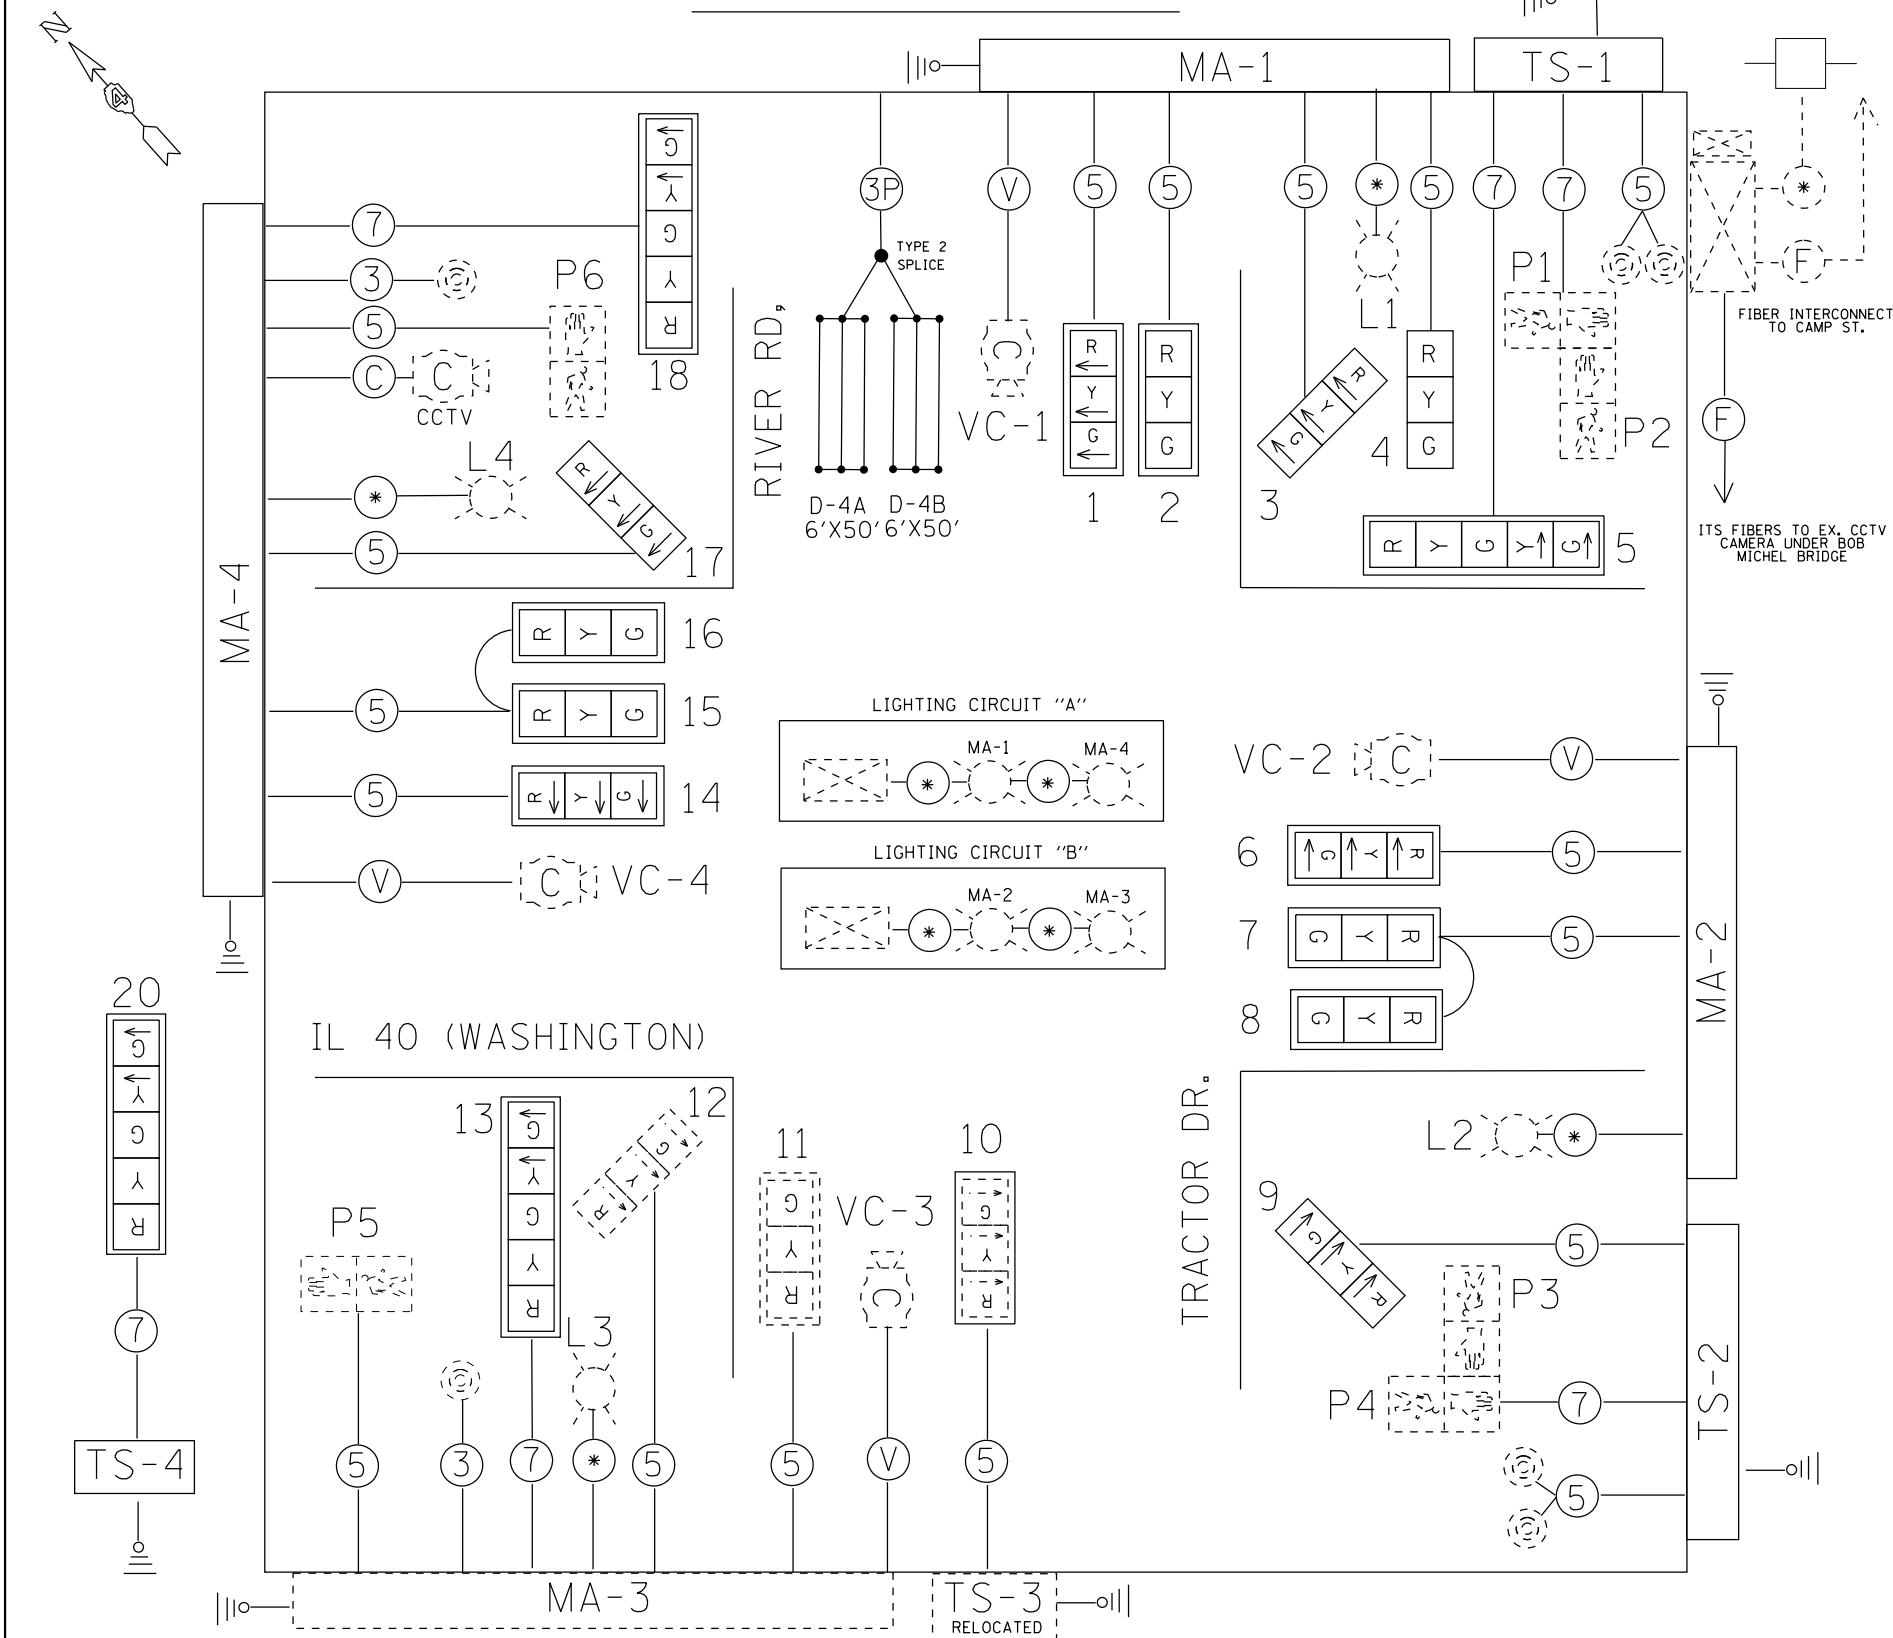 N
4
MA-1
TS-1
7
3
5
C
C
CCTV
P6
G
Y
G
Y
R
18
L4
*
5
R
Y
G
17
MA-4
RIVER RD,
3P
TYPE 2
SPLICE
D-4A
6'X50'
D-4B
6'X50'
V
C
VC-1
5
R
Y
G
1
5
R
Y
G
2
5
R
Y
G
3
*
L1
5
R
Y
G
4
7
7
5
P1
P2
R
Y
G
Y
G
5
*
F
FIBER INTERCONNECT
TO CAMP ST.
F
ITS FIBERS TO EX. CCTV
CAMERA UNDER BOB
MICHEL BRIDGE
R
Y
G
16
5
R
Y
G
15
5
R
Y
G
14
V
C
VC-4
LIGHTING CIRCUIT "A"
MA-1
MA-4
*
*
LIGHTING CIRCUIT "B"
MA-2
MA-3
*
*
VC-2
C
V
6
G
Y
R
5
7
G
Y
R
5
8
G
Y
R
MA-2
L2
*
20
G
Y
G
Y
R
7
TS-4
IL 40 (WASHINGTON)
P5
5
3
13
G
Y
G
Y
R
7
L3
*
12
G
Y
R
5
11
G
Y
R
5
VC-3
C
V
10
G
Y
R
5
TRACTOR DR.
9
G
Y
R
5
P3
P4
7
5
TS-2
MA-3
TS-3
RELOCATED